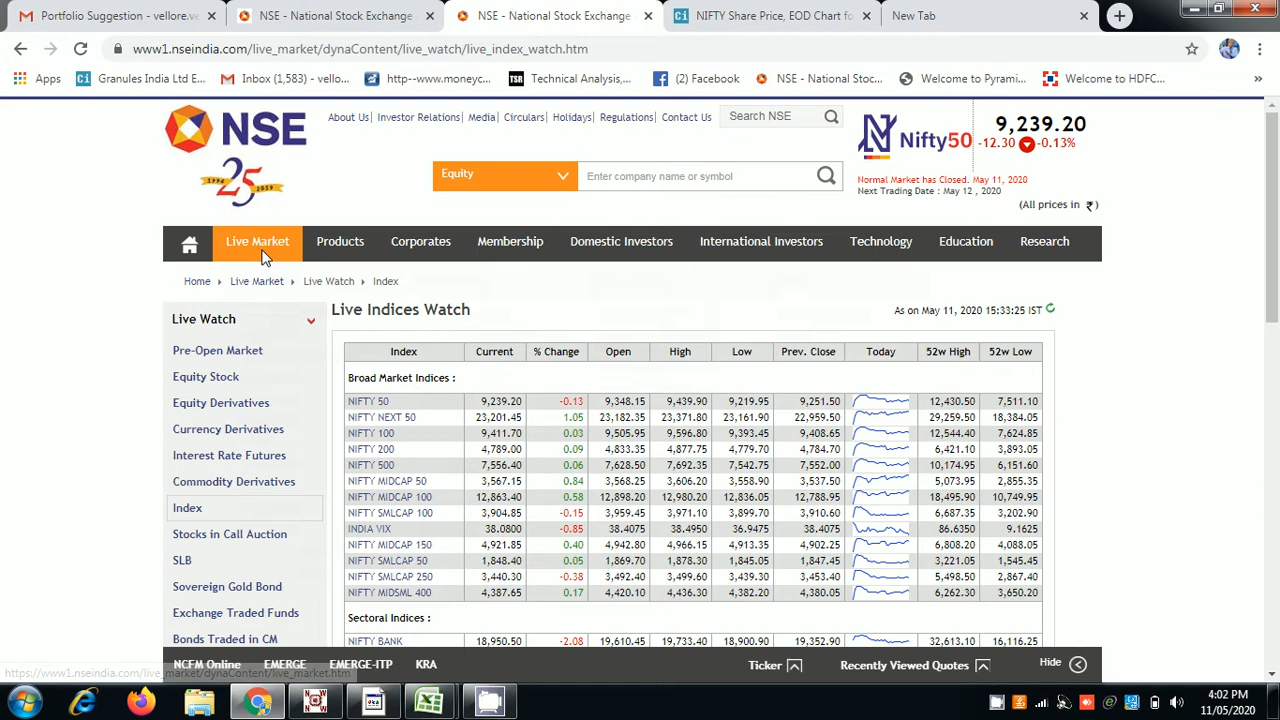 Portfolio Suggestion - vellore.v
NSE - National Stock Exchange
NSE - National Stock Exchange
NIFTY Share Price, EOD Chart fo
New Tab
www1.nseindia.com/live_market/dynaContent/live_watch/live_index_watch.htm
Apps
Granules India Ltd E...
Inbox (1,583) - vello...
http--www.moneyc...
Technical Analysis,...
(2) Facebook
NSE - National Stoc...
Welcome to Pyrami...
Welcome to HDFC...
»
NSE
1994 25 2019
About Us| Investor Relations| Media| Circulars| Holidays| Regulations| Contact Us
Search NSE
Equity
Enter company name or symbol
Nifty50
9,239.20
-12.30 -0.13%
Normal Market has Closed. May 11, 2020
Next Trading Date : May 12 , 2020
(All prices in ₹)
Live Market Products Corporates Membership Domestic Investors International Investors Technology Education Research
Home Live Market Live Watch Index
Live Watch
Pre-Open Market
Equity Stock
Equity Derivatives
Currency Derivatives
Interest Rate Futures
Commodity Derivatives
Index
Stocks in Call Auction
SLB
Sovereign Gold Bond
Exchange Traded Funds
Bonds Traded in CM
Live Indices Watch
As on May 11, 2020 15:33:25 IST
Index Current % Change Open High Low Prev. Close Today 52w High 52w Low
Broad Market Indices :
NIFTY 50 9,239.20 -0.13 9,348.15 9,439.90 9,219.95 9,251.50 12,430.50 7,511.10
NIFTY NEXT 50 23,201.45 1.05 23,182.35 23,371.80 23,161.90 22,959.50 29,259.50 18,384.05
NIFTY 100 9,411.70 0.03 9,505.95 9,596.80 9,393.45 9,408.65 12,544.40 7,624.85
NIFTY 200 4,789.00 0.09 4,833.35 4,877.75 4,779.70 4,784.70 6,421.10 3,893.05
NIFTY 500 7,556.40 0.06 7,628.50 7,692.35 7,542.75 7,552.00 10,174.95 6,151.60
NIFTY MIDCAP 50 3,567.15 0.84 3,568.25 3,606.20 3,558.90 3,537.50 5,073.95 2,855.35
NIFTY MIDCAP 100 12,863.40 0.58 12,898.20 12,980.20 12,836.05 12,788.95 18,495.90 10,749.95
NIFTY SMLCAP 100 3,904.85 -0.15 3,959.45 3,971.10 3,899.70 3,910.60 6,687.35 3,202.90
INDIA VIX 38.0800 -0.85 38.4075 38.4950 36.9475 38.4075 86.6350 9.1625
NIFTY MIDCAP 150 4,921.85 0.40 4,942.80 4,966.15 4,913.35 4,902.25 6,808.20 4,088.05
NIFTY SMLCAP 50 1,848.40 0.05 1,869.70 1,878.30 1,845.05 1,847.45 3,221.05 1,545.45
NIFTY SMLCAP 250 3,440.30 -0.38 3,492.40 3,499.60 3,439.30 3,453.40 5,498.50 2,867.40
NIFTY MIDSML 400 4,387.65 0.17 4,420.10 4,436.30 4,382.20 4,380.05 6,262.30 3,650.20
Sectoral Indices :
NIFTY BANK 18,950.50 -2.08 19,610.45 19,733.40 18,900.90 19,352.90 32,613.10 16,116.25
NCFM Online EMERGE EMERGE-ITP KRA
Ticker Recently Viewed Quotes Hide
https://www1.nseindia.com/live_market/dynaContent/live_market.htm
4:02 PM
11/05/2020